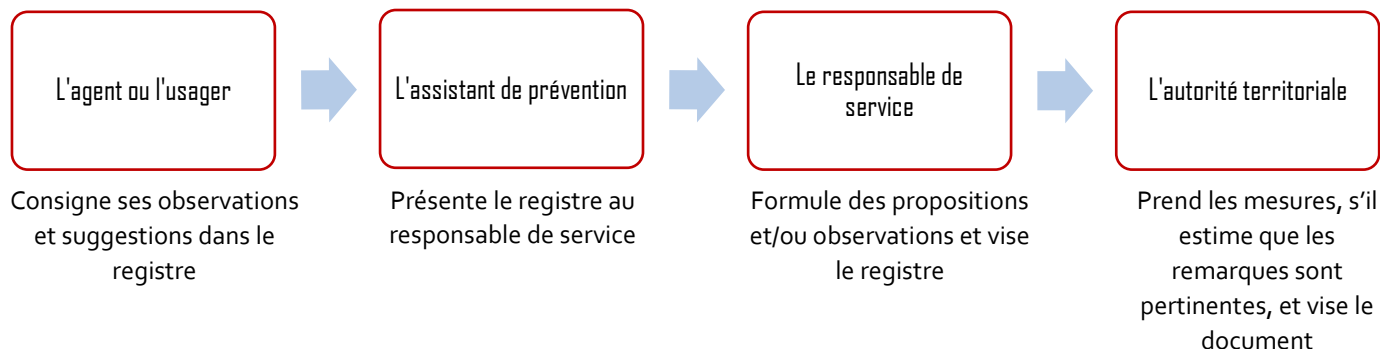 L'agent ou l'usager
Consigne ses observations
et suggestions dans le
registre
L'assistant de prévention
Présente le registre au
responsable de service
Le responsable de
service
Formule des propositions
et/ou observations et vise
le registre
L'autorité territoriale
Prend les mesures, s’il
estime que les
remarques sont
pertinentes, et vise le
document